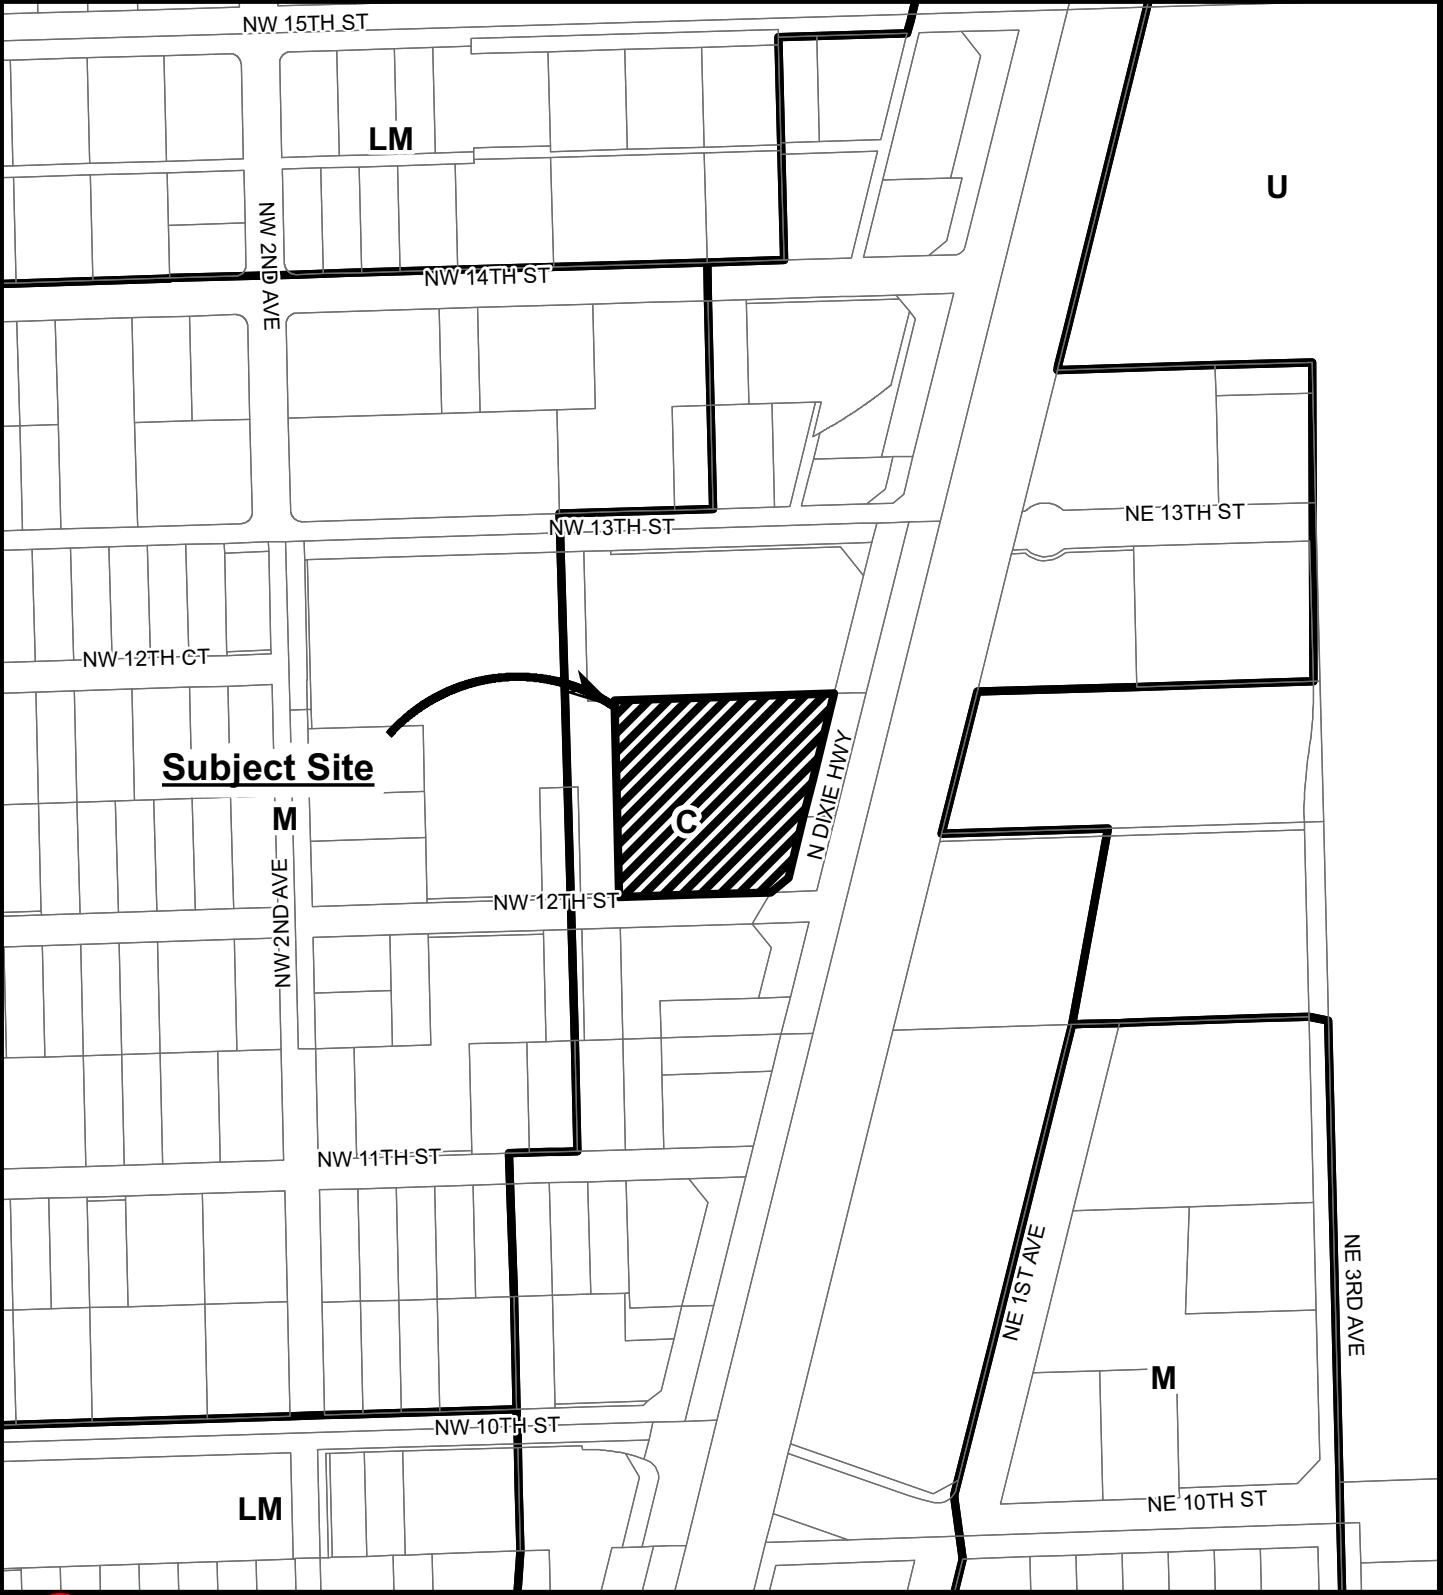 NW 15TH ST
LM
U
NW 2ND AVE
NW 14TH ST
NE 13TH ST
NW 13TH ST
NW 12TH CT
Subject Site
N DIXIE HWY
M
C
NW 12TH ST
NW 2ND AVE
NW 11TH ST
NE 1ST AVE
NE 3RD AVE
M
NW 10TH ST
NE 10TH ST
LM